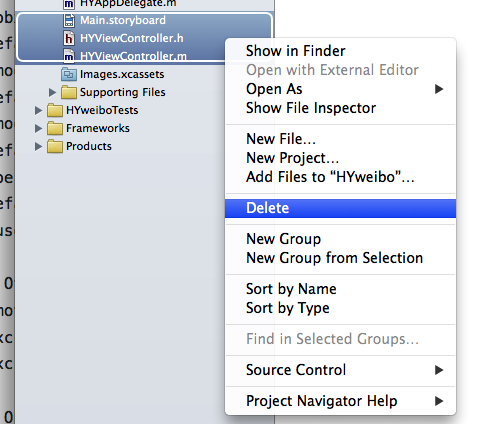 HYAppDelegate.m
Main.storyboard
HYViewController.h
HYViewController.m
Images.xcassets
Supporting Files
HYweiboTests
Frameworks
Products
Show in Finder
Open with External Editor
Open As
Show File Inspector
New File…
New Project…
Add Files to “HYweibo”…
Delete
New Group
New Group from Selection
Sort by Name
Sort by Type
Find in Selected Groups…
Source Control
Project Navigator Help